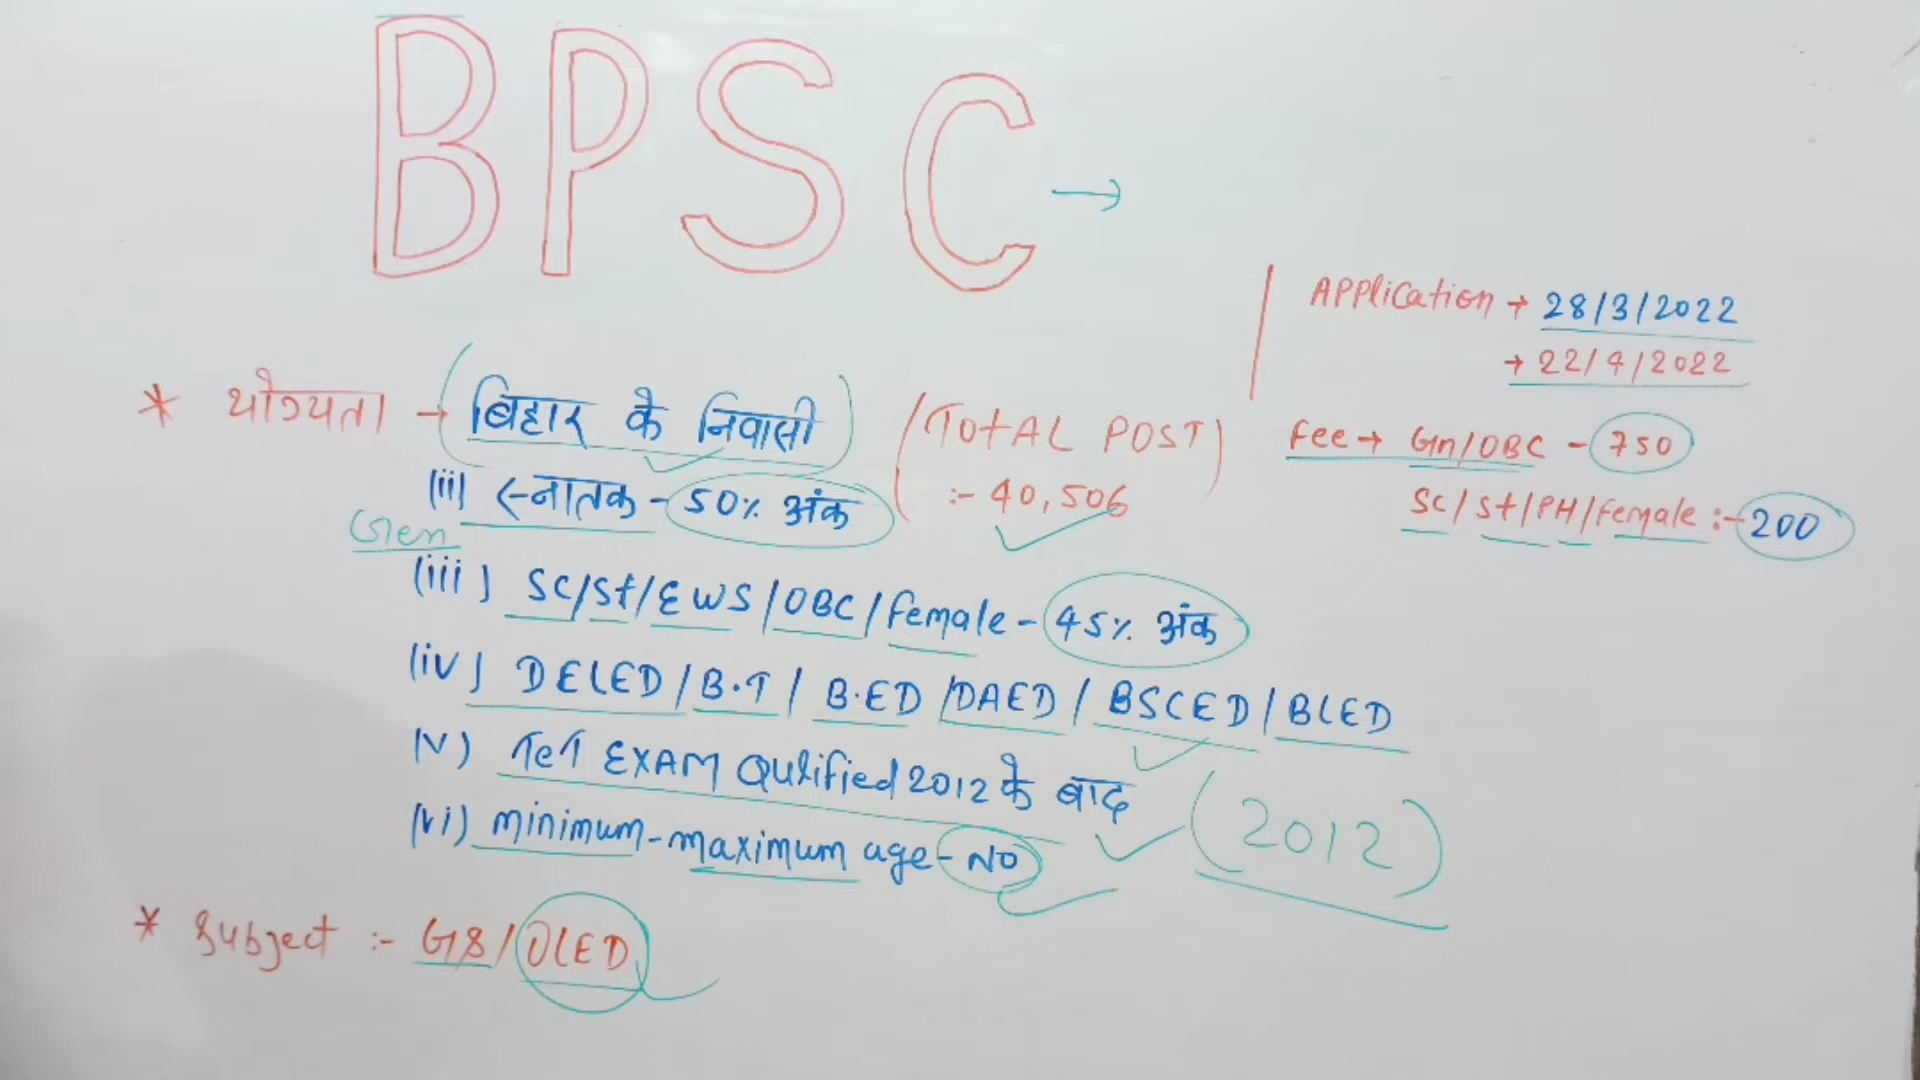 BPSC →
Application → 28/3/2022
→ 22/4/2022
* योग्यता → बिहार के निवासी
(TOTAL POST)
:- 40,506
Fee → Gn/OBC - 750
SC/St/PH/Female :- 200
(ii) स्नातक - 50% अंक
Gen
(iii) SC/St/EWS/OBC/Female - 45% अंक
(iv) DELED/B.T/B.ED/DAED/BSCED/BLED
(v) TeT EXAM Qulified 2012 के बाद
(2012)
(vi) minimum-maximum age - NO
* Subject :- GS/DLED